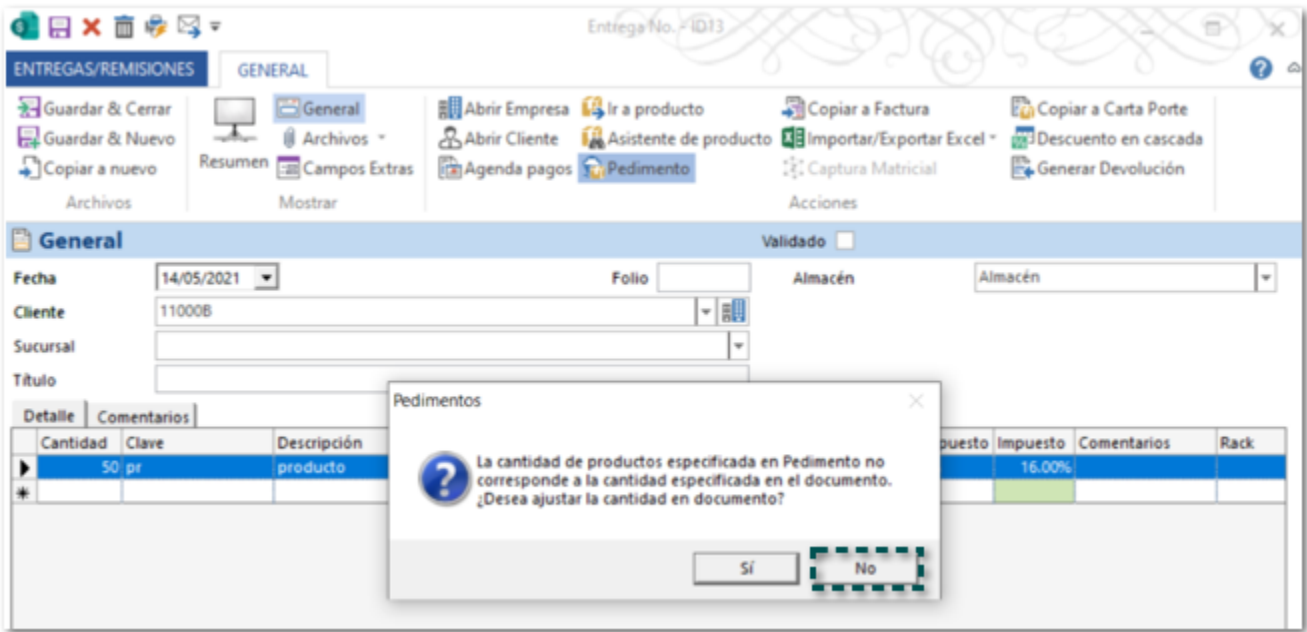 Entrega No. - ID13
ENTREGAS/REMISIONES GENERAL
Guardar & Cerrar General Abrir Empresa Ir a producto Copiar a Factura Copiar a Carta Porte
Guardar & Nuevo Archivos Abrir Cliente Asistente de producto Importar/Exportar Excel Descuento en cascada
Copiar a nuevo Resumen Campos Extras Agenda pagos Pedimento Captura Matricial Generar Devolución
Archivos Mostrar Acciones
General Validado
Fecha 14/05/2021 Folio Almacén Almacén
Cliente 11000B
Sucursal
Título
Detalle Comentarios
Cantidad Clave Descripción puesto Impuesto Comentarios Rack
50 pr producto 16.00%
Pedimentos
La cantidad de productos especificada en Pedimento no
corresponde a la cantidad especificada en el documento.
¿Desea ajustar la cantidad en documento?
Sí No